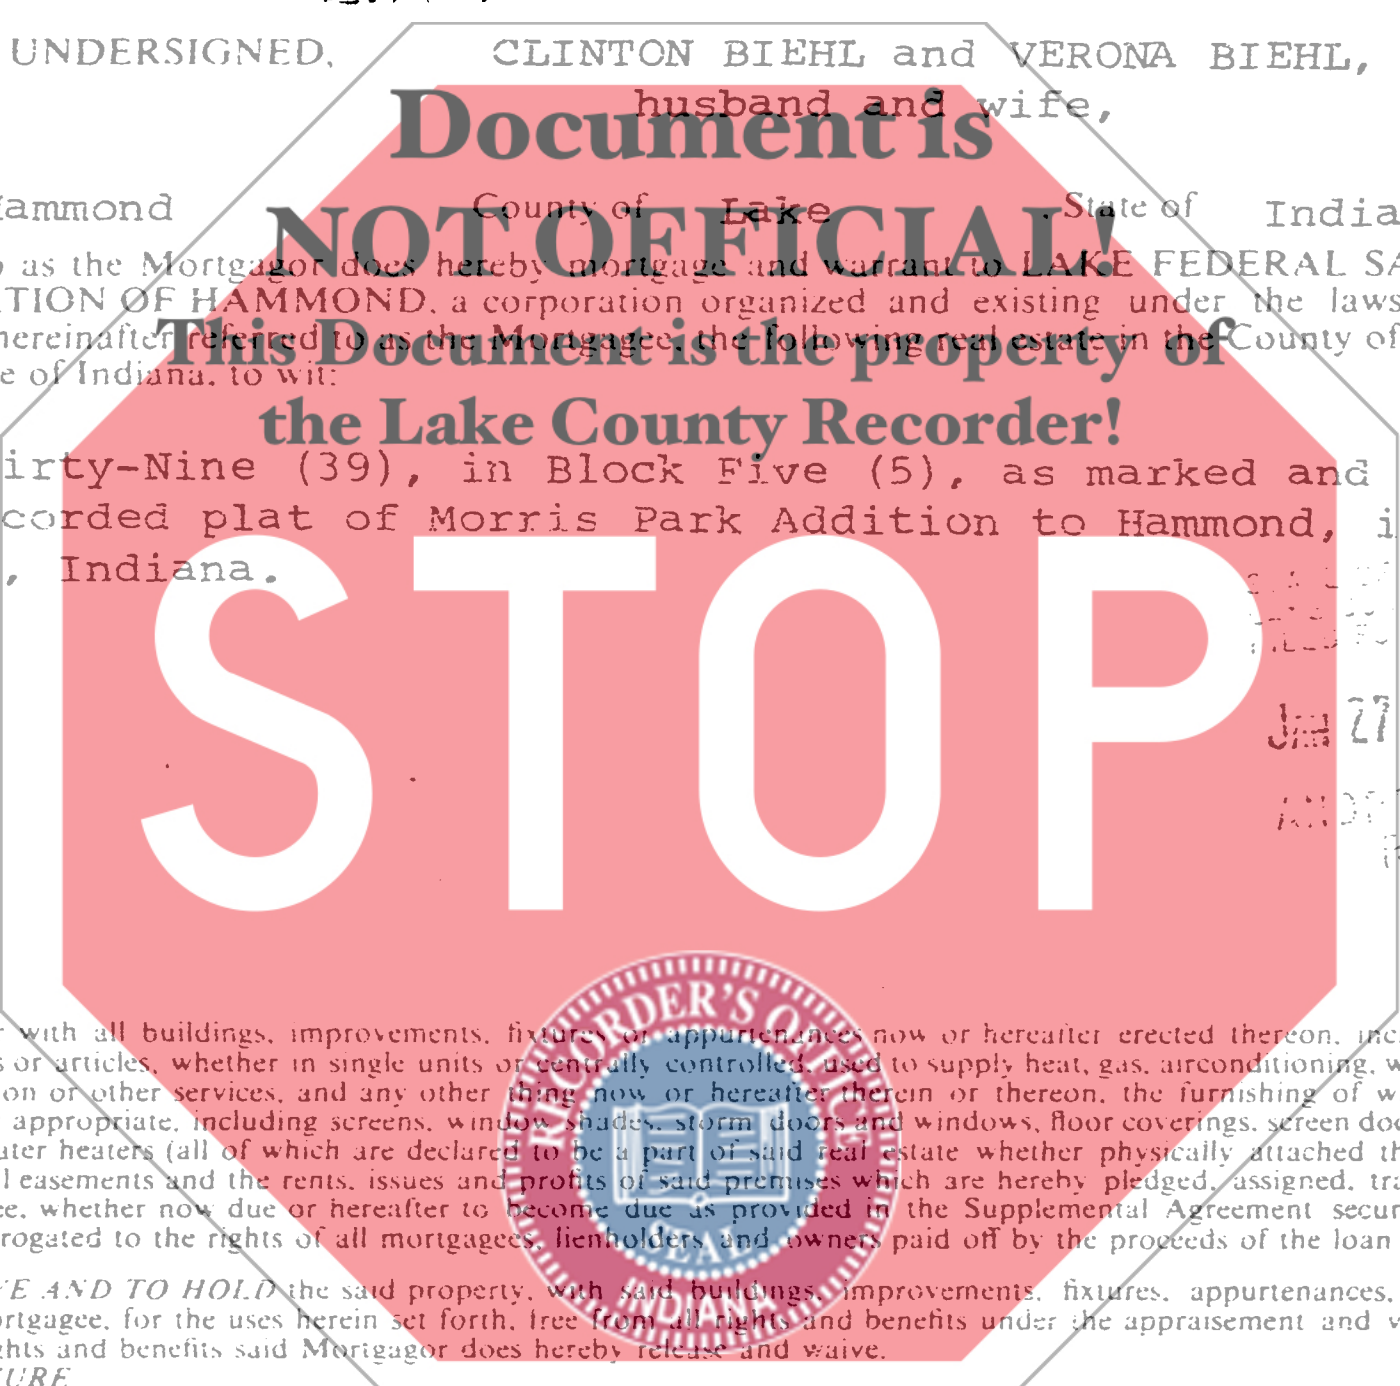 UNDERSIGNED, CLINTON BIEHL and VERONA BIEHL,
husband and wife,
Document is
ammond County of Lake State of India
NOT OFFICIAL!
as the Mortgagor does hereby mortgage and warrant to LAKE FEDERAL SA
TION OF HAMMOND, a corporation organized and existing under the laws
hereinafter referred to as the Mortgagee, the following real estate in the County of
This Document is the property of
e of Indiana, to wit:
the Lake County Recorder!
irty-Nine (39), in Block Five (5), as marked and
corded plat of Morris Park Addition to Hammond, i
, Indiana.
STOP
JAN 27
RECORDER'S OFFICE
SEAL
INDIANA
with all buildings, improvements, fixtures or appurtenances now or hereafter erected thereon, inc
s or articles, whether in single units or centrally controlled, used to supply heat, gas, airconditioning, w
on or other services, and any other thing now or hereafter therein or thereon, the furnishing of w
appropriate, including screens, window shades, storm doors and windows, floor coverings, screen doo
ater heaters (all of which are declared to be a part of said real estate whether physically attached th
l easements and the rents, issues and profits of said premises which are hereby pledged, assigned, tra
ee, whether now due or hereafter to become due as provided in the Supplemental Agreement secur
rogated to the rights of all mortgagees, lienholders and owners paid off by the proceeds of the loan
VE AND TO HOLD the said property, with said buildings, improvements, fixtures, appurtenances,
ortgagee, for the uses herein set forth, free from all rights and benefits under the appraisement and v
ghts and benefits said Mortgagor does hereby release and waive.
URE